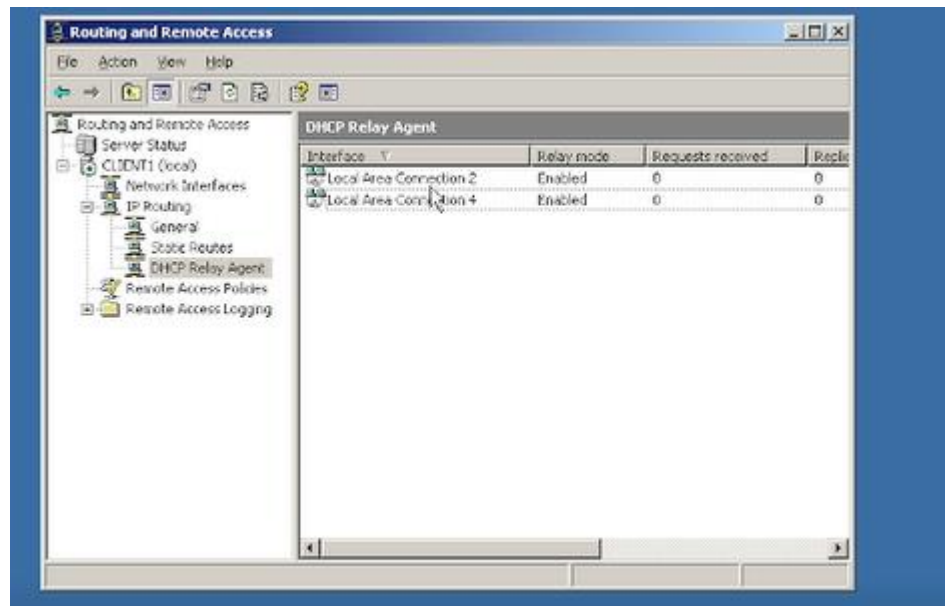 Routing and Remote Access
File Action View Help
Routing and Remote Access
Server Status
CLIENT1 (local)
Network Interfaces
IP Routing
General
Static Routes
DHCP Relay Agent
Remote Access Policies
Remote Access Logging
DHCP Relay Agent
Interface Relay mode Requests received
Local Area Connection 2 Enabled 0 0
Local Area Connection 4 Enabled 0 0